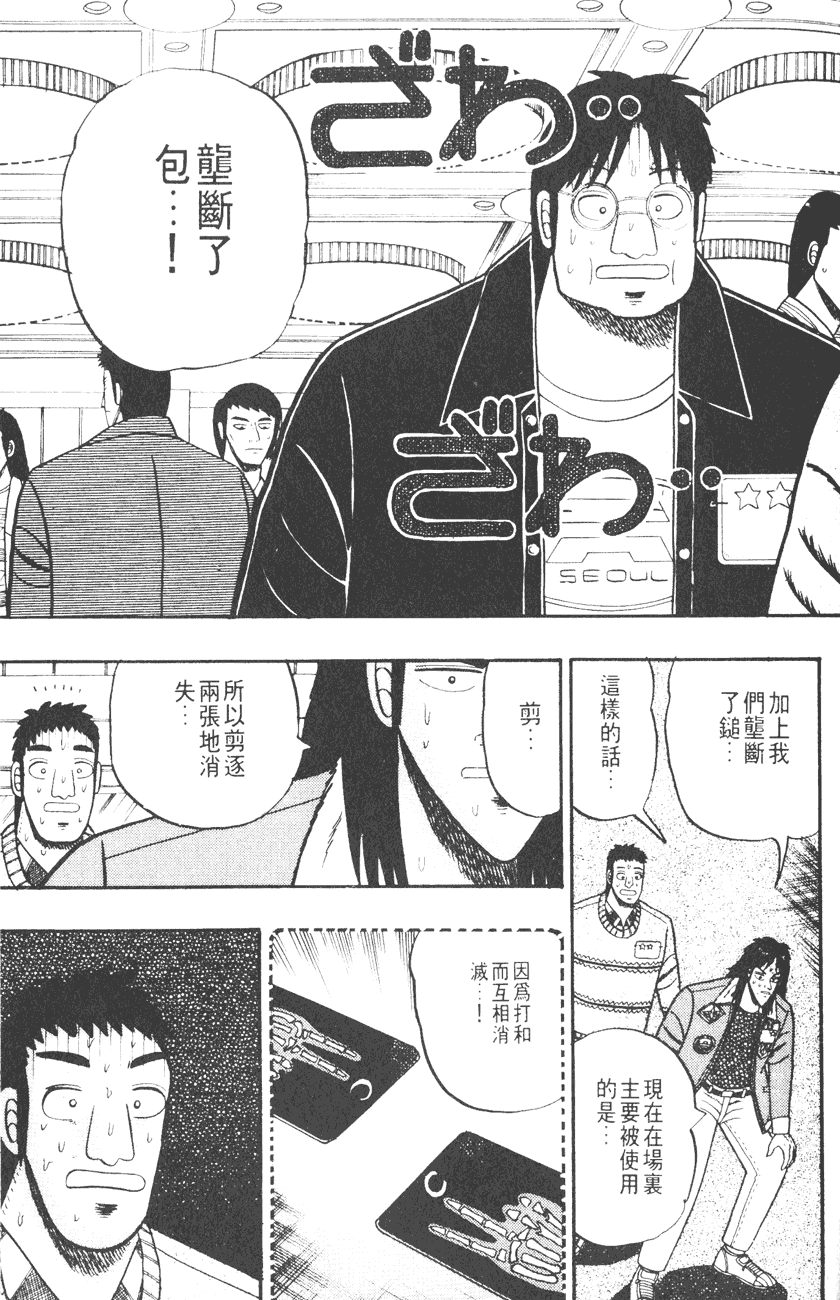 ざわ‥
壟斷了
包…！
ざわ‥
SEOUL
加上我
們壟斷
了鎚…
這樣的話…
現在在場裏
主要被使用
的是…
剪…
所以剪逐
兩張地消
失…
因爲打和
而互相消
滅…！